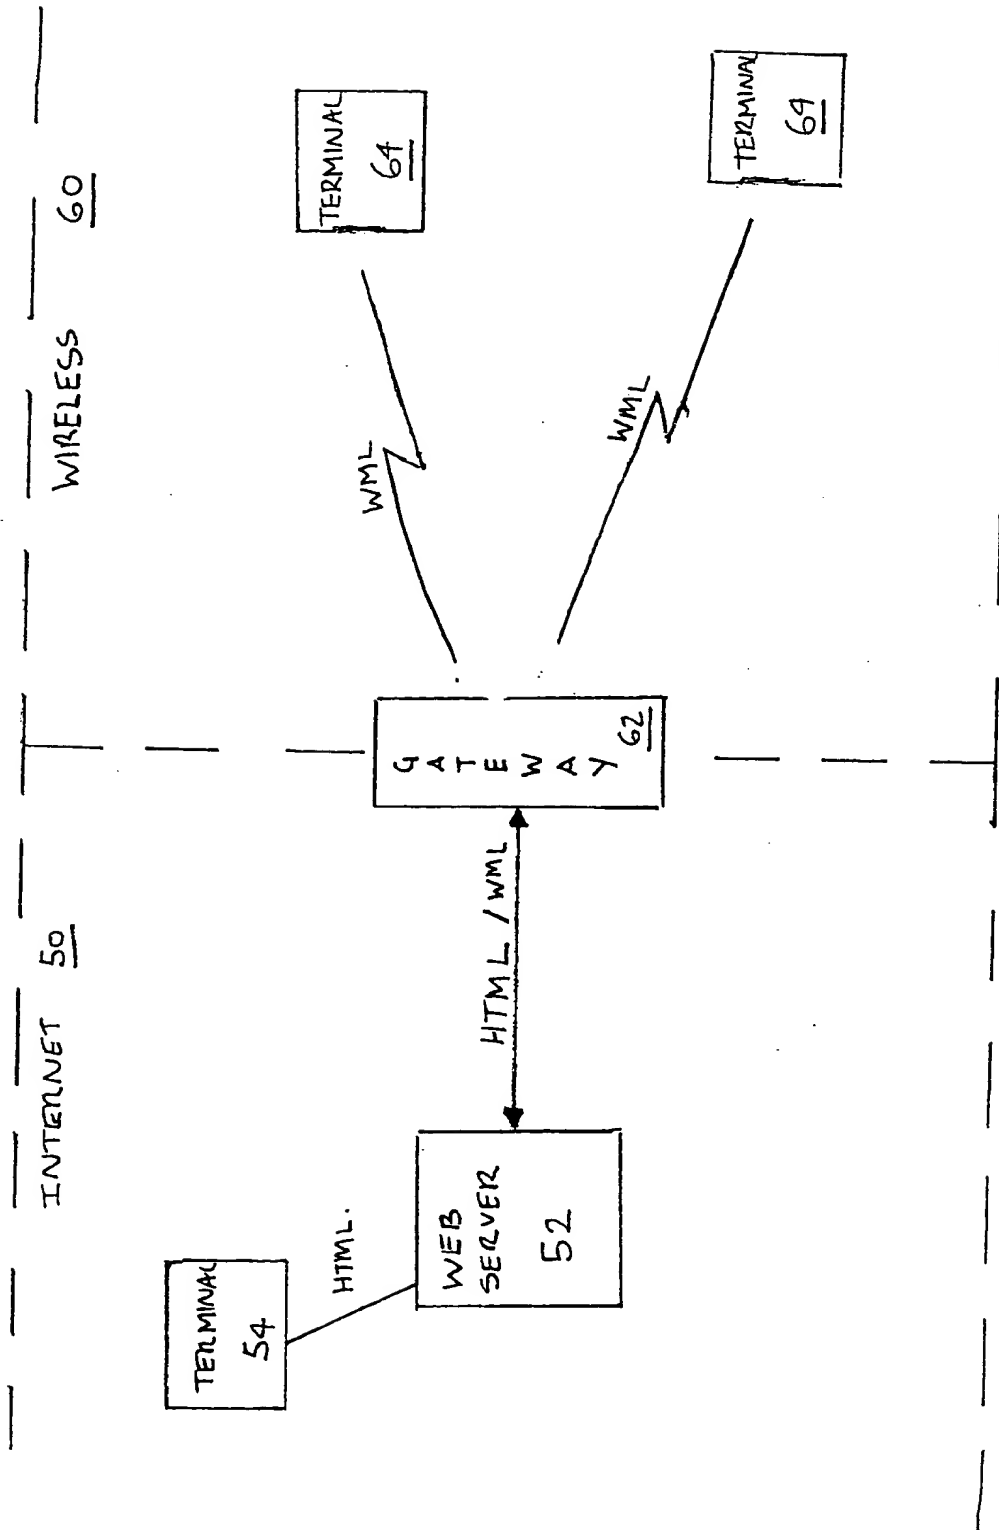 INTERNET 50
WIRELESS 60
TERMINAL
54
HTML.
WEB
SERVER
52
HTML / WML
GATEWAY
62
WML
TERMINAL
64
WML
TERMINAL
64